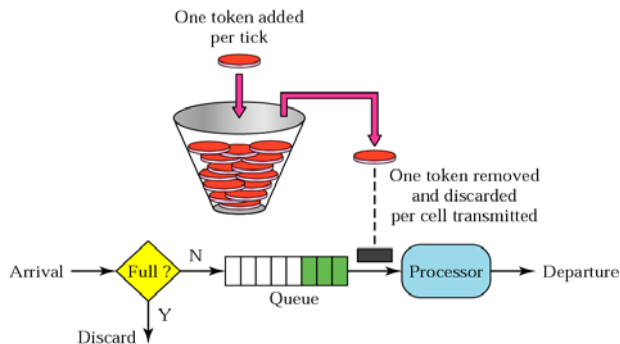 One token added
per tick
One token removed
and discarded
per cell transmitted
Arrival
Full ?
N
Queue
Processor
Departure
Y
Discard